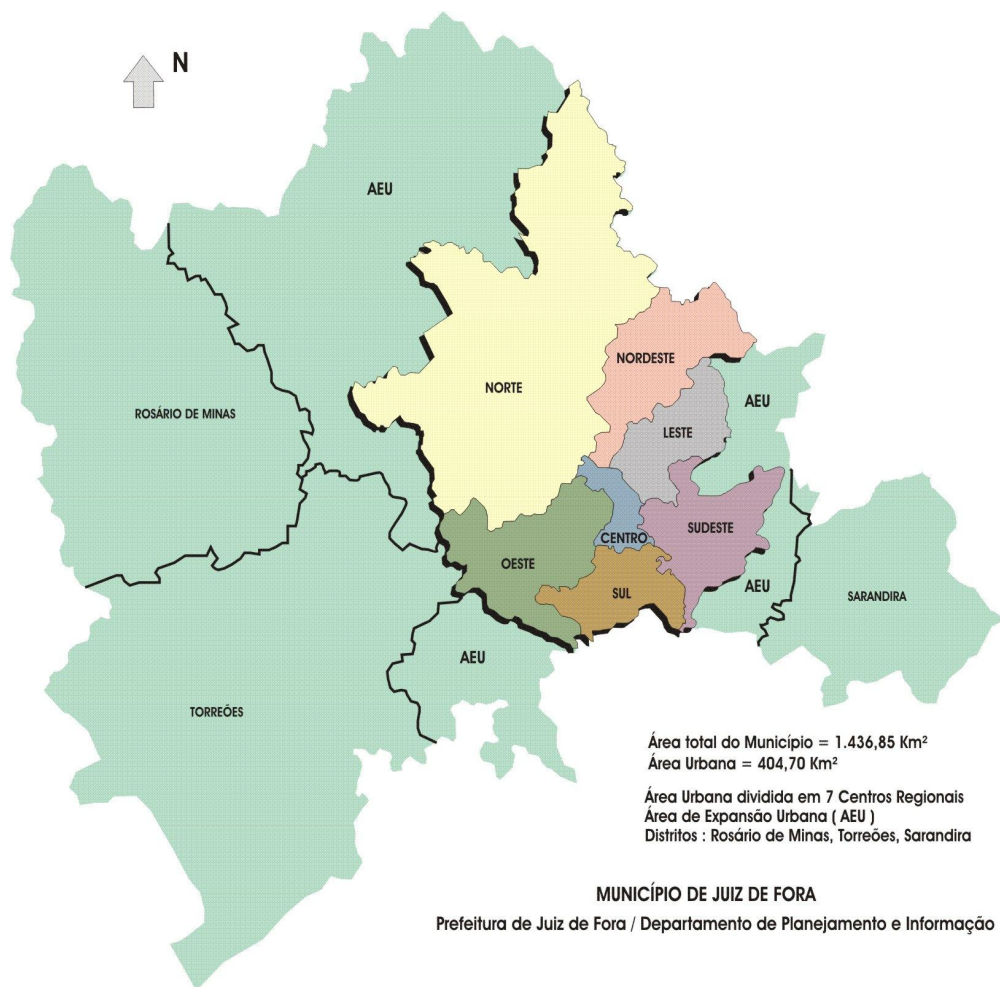 N
AEU
NORDESTE
NORTE
AEU
ROSÁRIO DE MINAS
LESTE
SUDESTE
CENTRO
OESTE
AEU
SUL
SARANDIRA
AEU
TORREÕES
Área total do Município = 1.436,85 Km²
Área Urbana = 404,70 Km²
Área Urbana dividida em 7 Centros Regionais
Área de Expansão Urbana ( AEU )
Distritos : Rosário de Minas, Torreões, Sarandira
MUNICÍPIO DE JUIZ DE FORA
Prefeitura de Juiz de Fora / Departamento de Planejamento e Informação